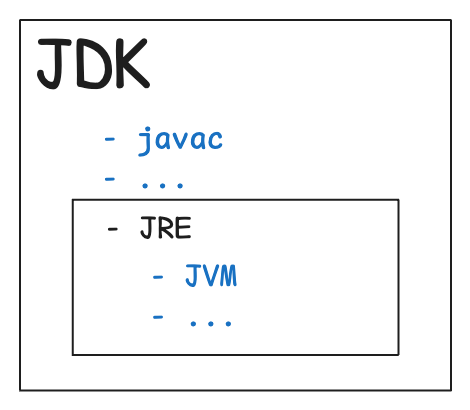 JDK
- javac
- ...
- JRE
- JVM
- ...